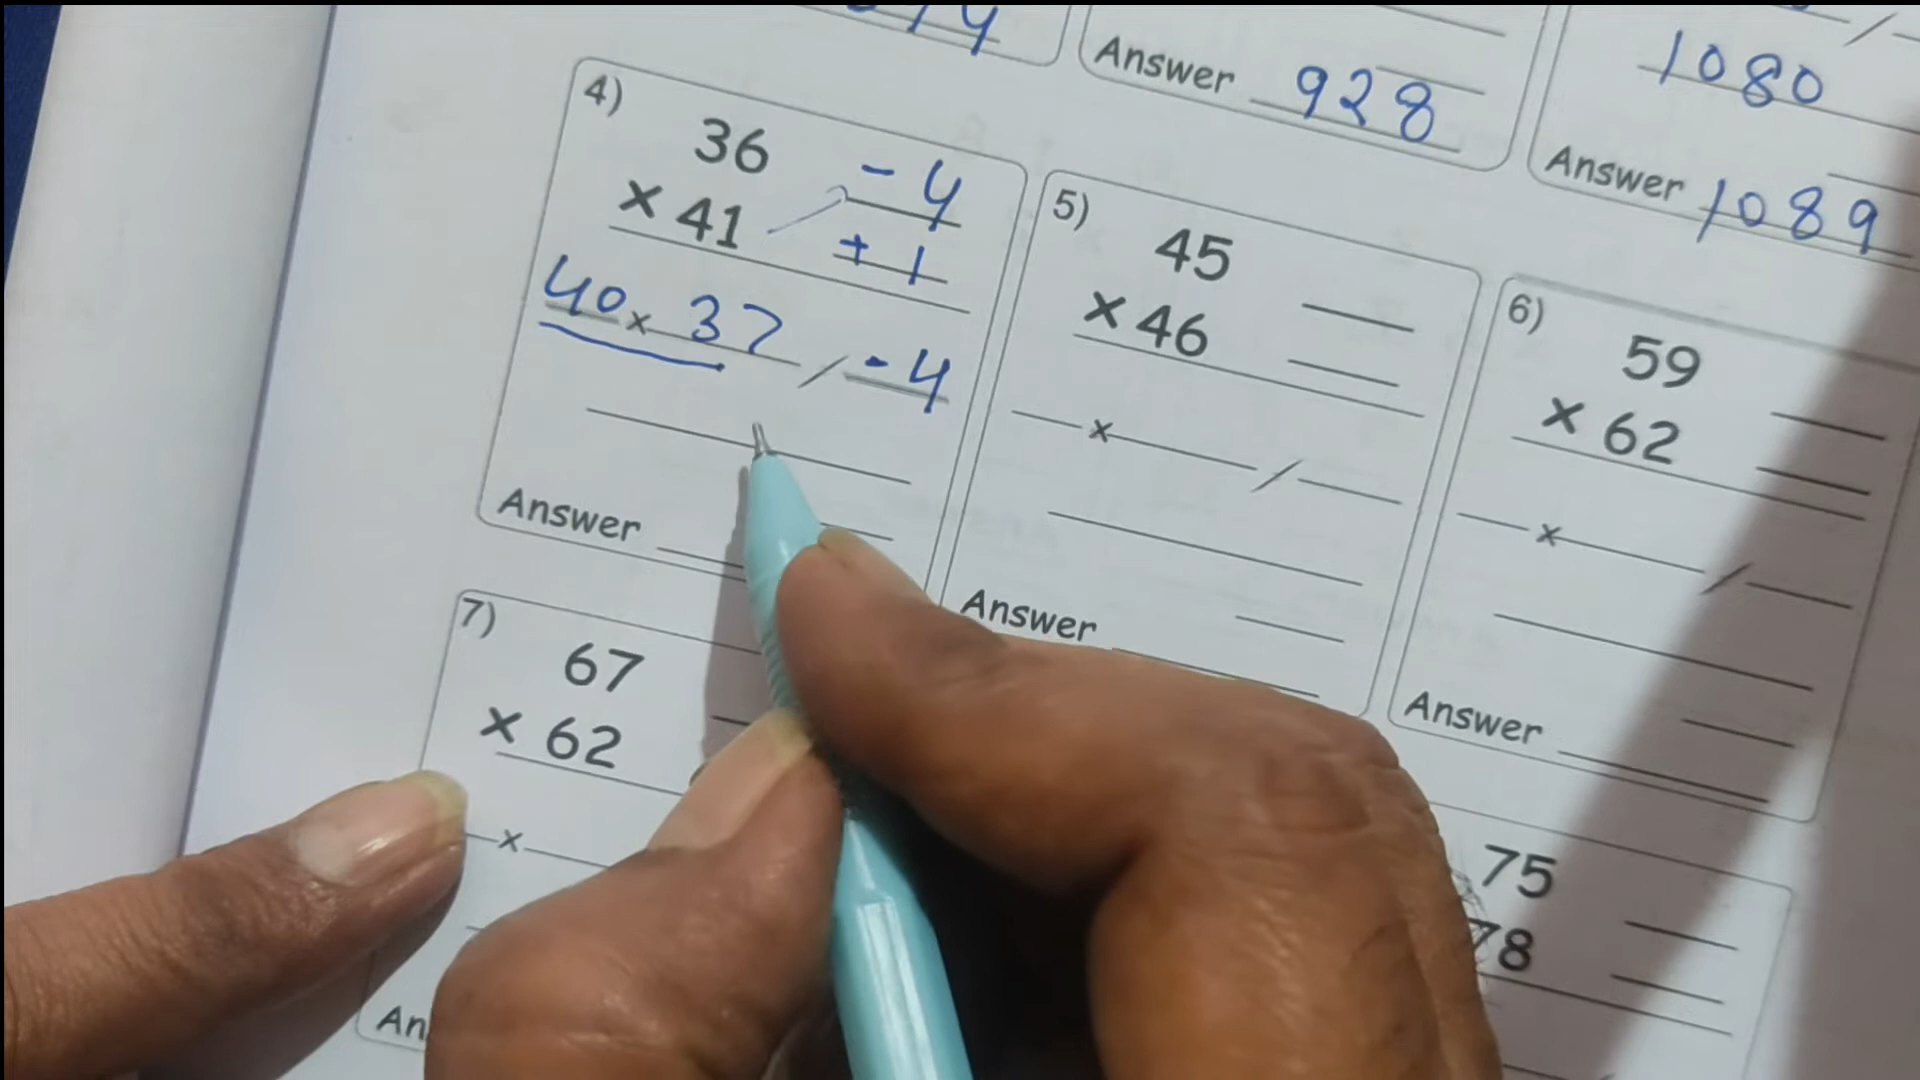 Answer 928
1080
Answer 1089
4)
36 - 4
× 41 + 1
40 × 37 / - 4
Answer
5)
45
× 46
× /
Answer
6)
59
× 62
× /
Answer
7)
67
× 62
×
An
75
78